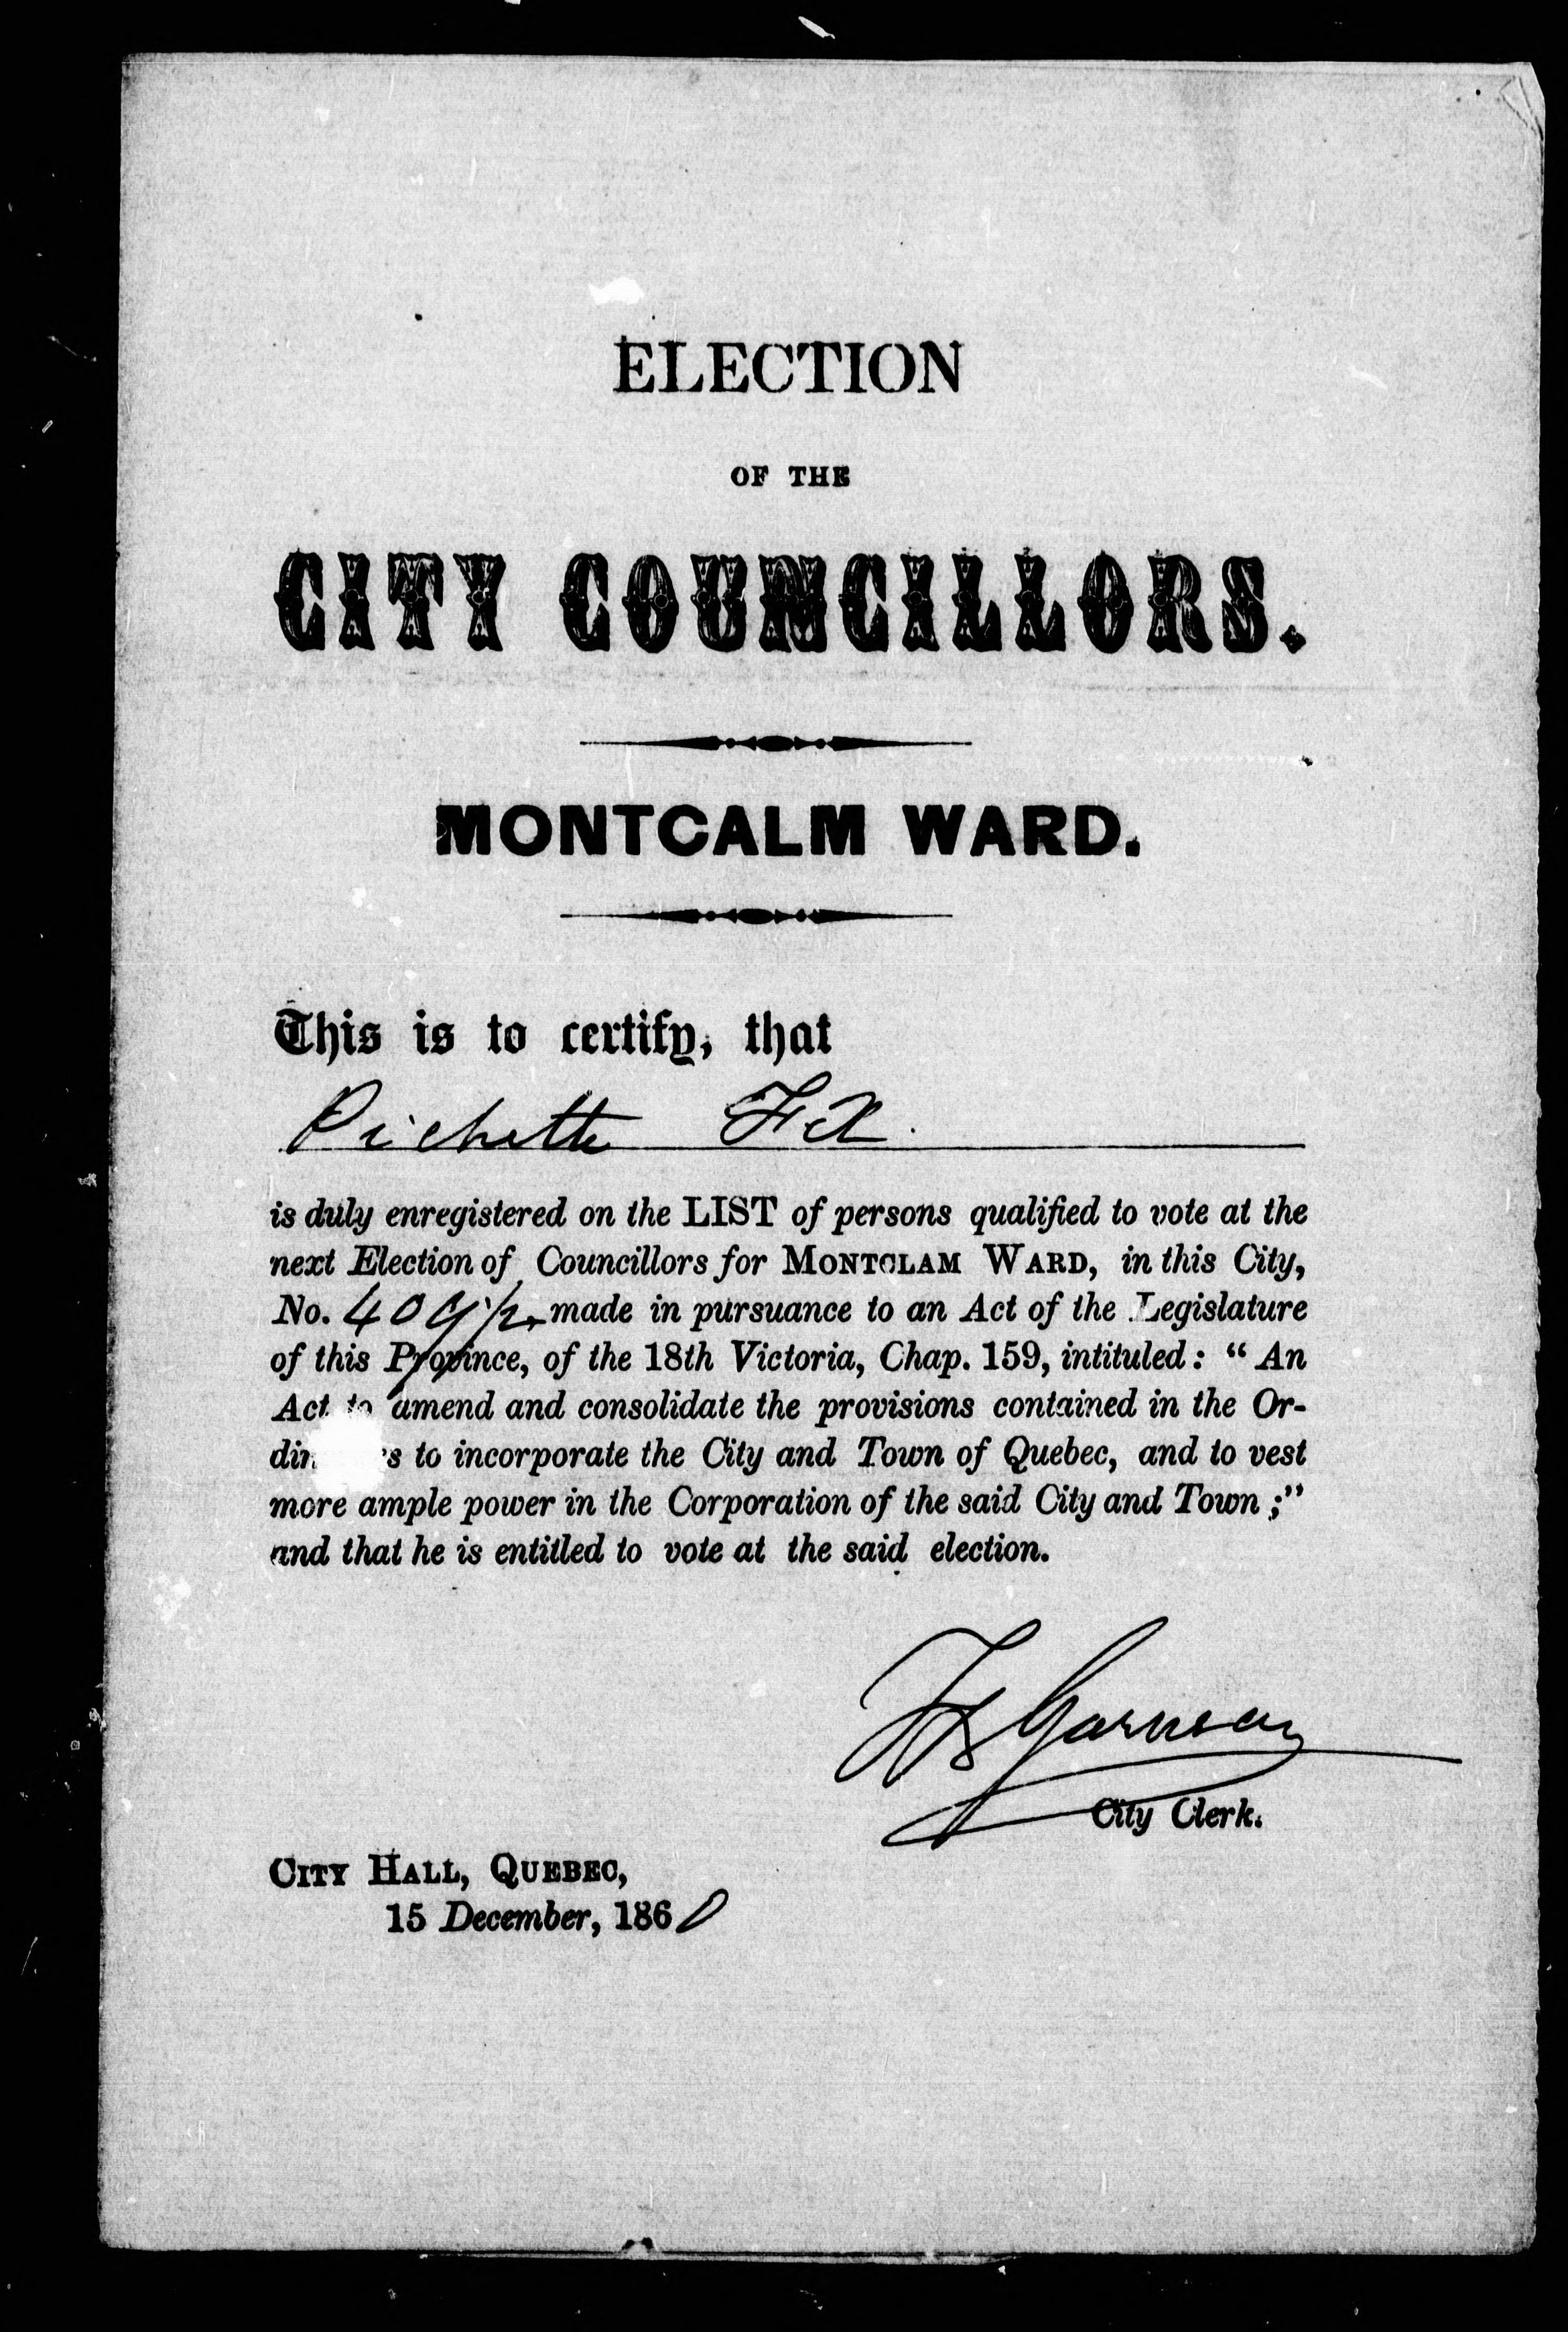 ELECTION
OF THE
CITY COUNCILLORS.
MONTCALM WARD.
This is to certify, that
Pichette FX.
is duly enregistered on the LIST of persons qualified to vote at the
next Election of Councillors for MONTCLAM WARD, in this City,
No. 409½, made in pursuance to an Act of the Legislature
of this Province, of the 18th Victoria, Chap. 159, intituled: “ An
Act to amend and consolidate the provisions contained in the Or-
din s to incorporate the City and Town of Quebec, and to vest
more ample power in the Corporation of the said City and Town ;”
and that he is entitled to vote at the said election.
FX Garneau
City Clerk.
CITY HALL, QUEBEC,
15 December, 1860